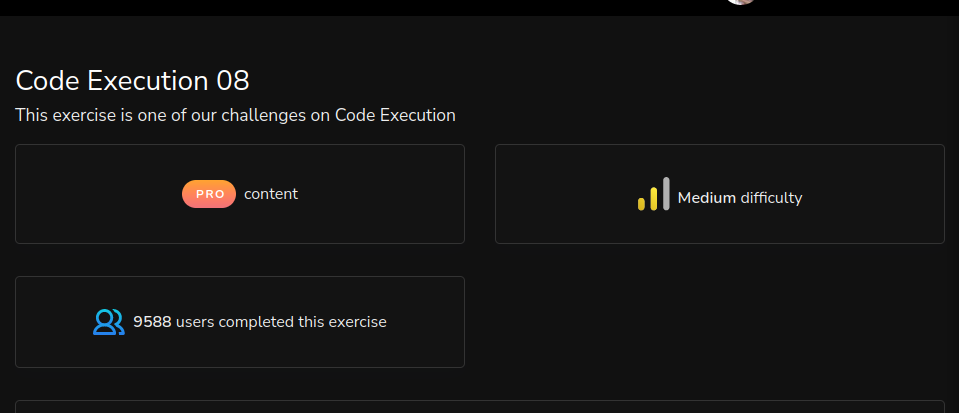 Code Execution 08
This exercise is one of our challenges on Code Execution
PRO content
Medium difficulty
9588 users completed this exercise